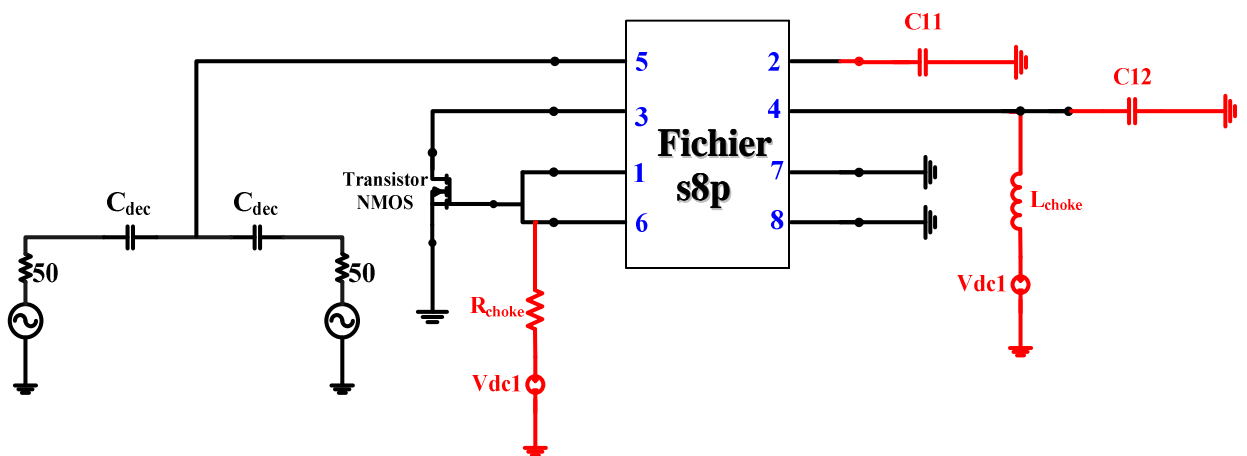 C11
C12
5
2
3
4
Fichier
s8p
1
7
6
8
Transistor
NMOS
Cdec
Cdec
50
50
Rchoke
Lchoke
Vdc1
Vdc1